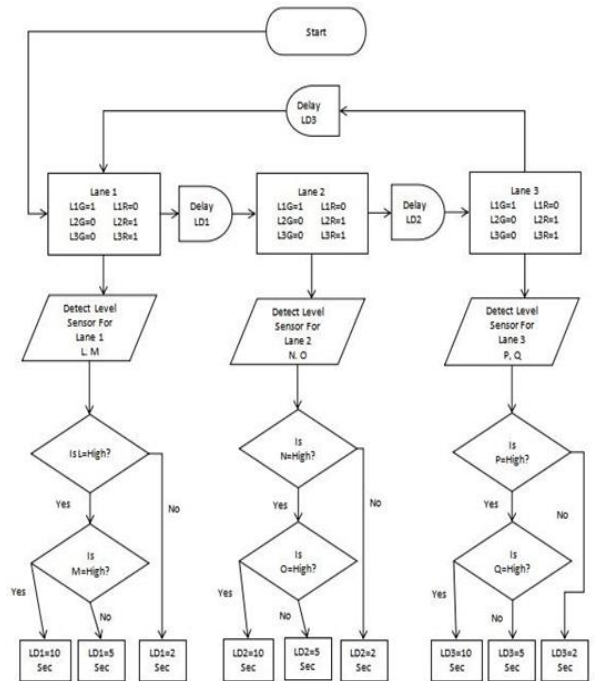 Start
Delay
LD3
Lane 1
L1G=1 L1R=0
L2G=0 L2R=1
L3G=0 L3R=1
Delay
LD1
Lane 2
L1G=1 L1R=0
L2G=0 L2R=1
L3G=0 L3R=1
Delay
LD2
Lane 3
L1G=1 L1R=0
L2G=0 L2R=1
L3G=0 L3R=1
Detect Level
Sensor For
Lane 1
L. M
Detect Level
Sensor For
Lane 2
N. O
Detect Level
Sensor For
Lane 3
P, Q
Is L=High?
Is
N=High?
Is
P=High?
Yes
No
Yes
No
Yes
No
Is
M=High?
Is
O=High?
Is
Q=High?
Yes
No
Yes
No
Yes
No
LD1=10
Sec
LD1=5
Sec
LD1=2
Sec
LD2=10
Sec
LD2=5
Sec
LD2=2
Sec
LD3=10
Sec
LD3=5
Sec
LD3=2
Sec